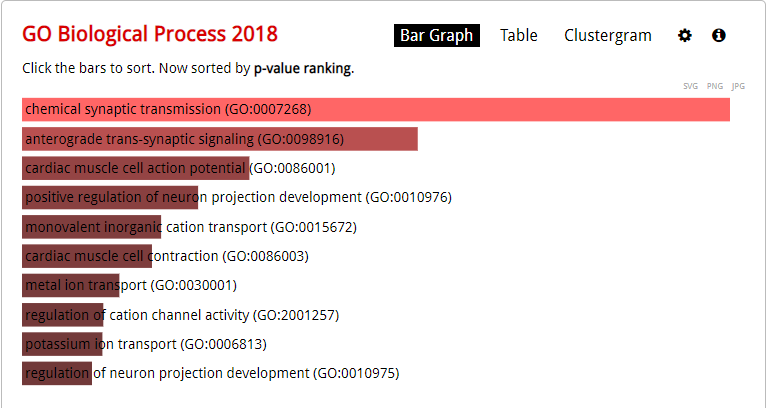 GO Biological Process 2018
Bar Graph Table Clustergram
Click the bars to sort. Now sorted by p-value ranking.
SVG PNG JPG
chemical synaptic transmission (GO:0007268)
anterograde trans-synaptic signaling (GO:0098916)
cardiac muscle cell action potential (GO:0086001)
positive regulation of neuron projection development (GO:0010976)
monovalent inorganic cation transport (GO:0015672)
cardiac muscle cell contraction (GO:0086003)
metal ion transport (GO:0030001)
regulation of cation channel activity (GO:2001257)
potassium ion transport (GO:0006813)
regulation of neuron projection development (GO:0010975)